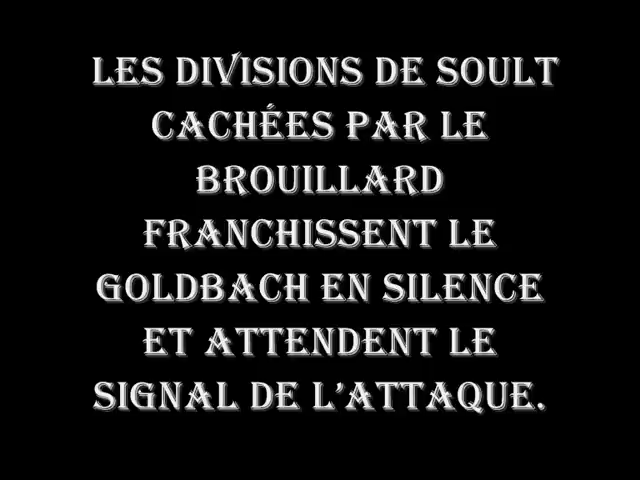 LES DIVISIONS DE SOULT
CACHÉES PAR LE
BROUILLARD
FRANCHISSENT LE
GOLDBACH EN SILENCE
ET ATTENDENT LE
SIGNAL DE L’ATTAQUE.